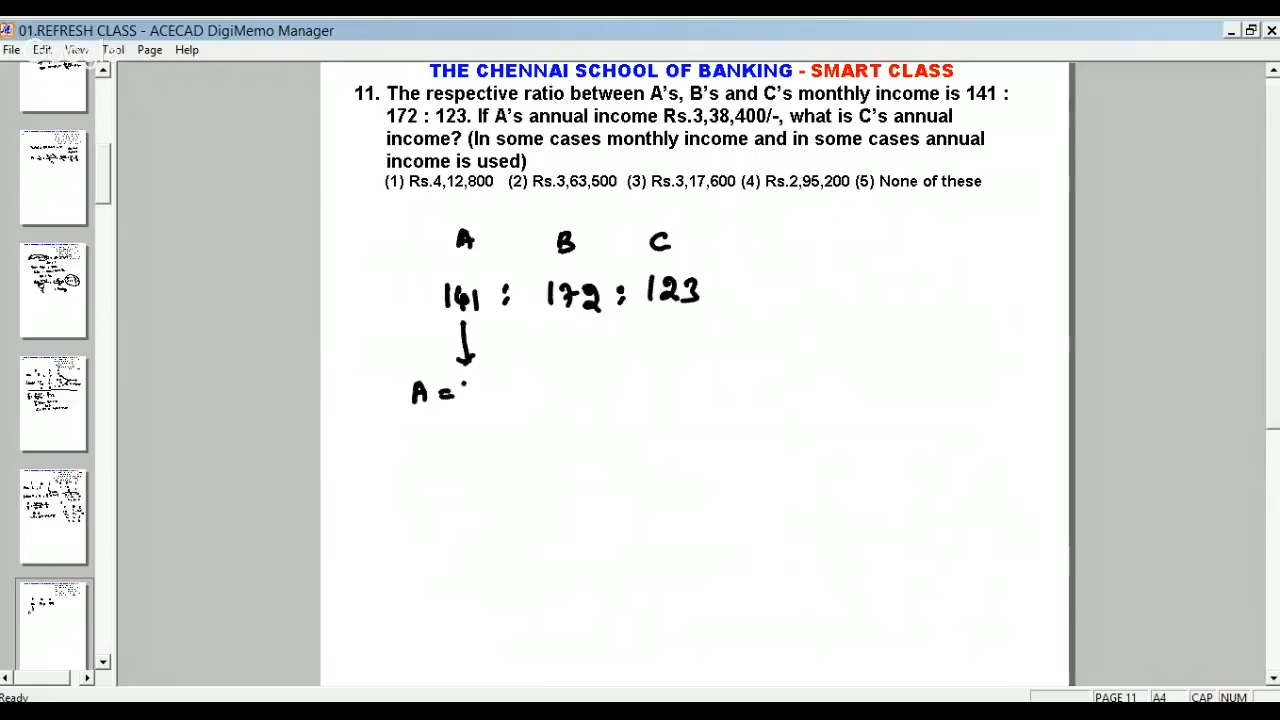 01.REFRESH CLASS - ACECAD DigiMemo Manager
File Edit View Tool Page Help
THE CHENNAI SCHOOL OF BANKING - SMART CLASS
11. The respective ratio between A's, B's and C's monthly income is 141 :
172 : 123. If A's annual income Rs.3,38,400/-, what is C's annual
income? (In some cases monthly income and in some cases annual
income is used)
(1) Rs.4,12,800 (2) Rs.3,63,500 (3) Rs.3,17,600 (4) Rs.2,95,200 (5) None of these
A B C
141 : 172 : 123
A =
Ready PAGE 11 A4 CAP NUM